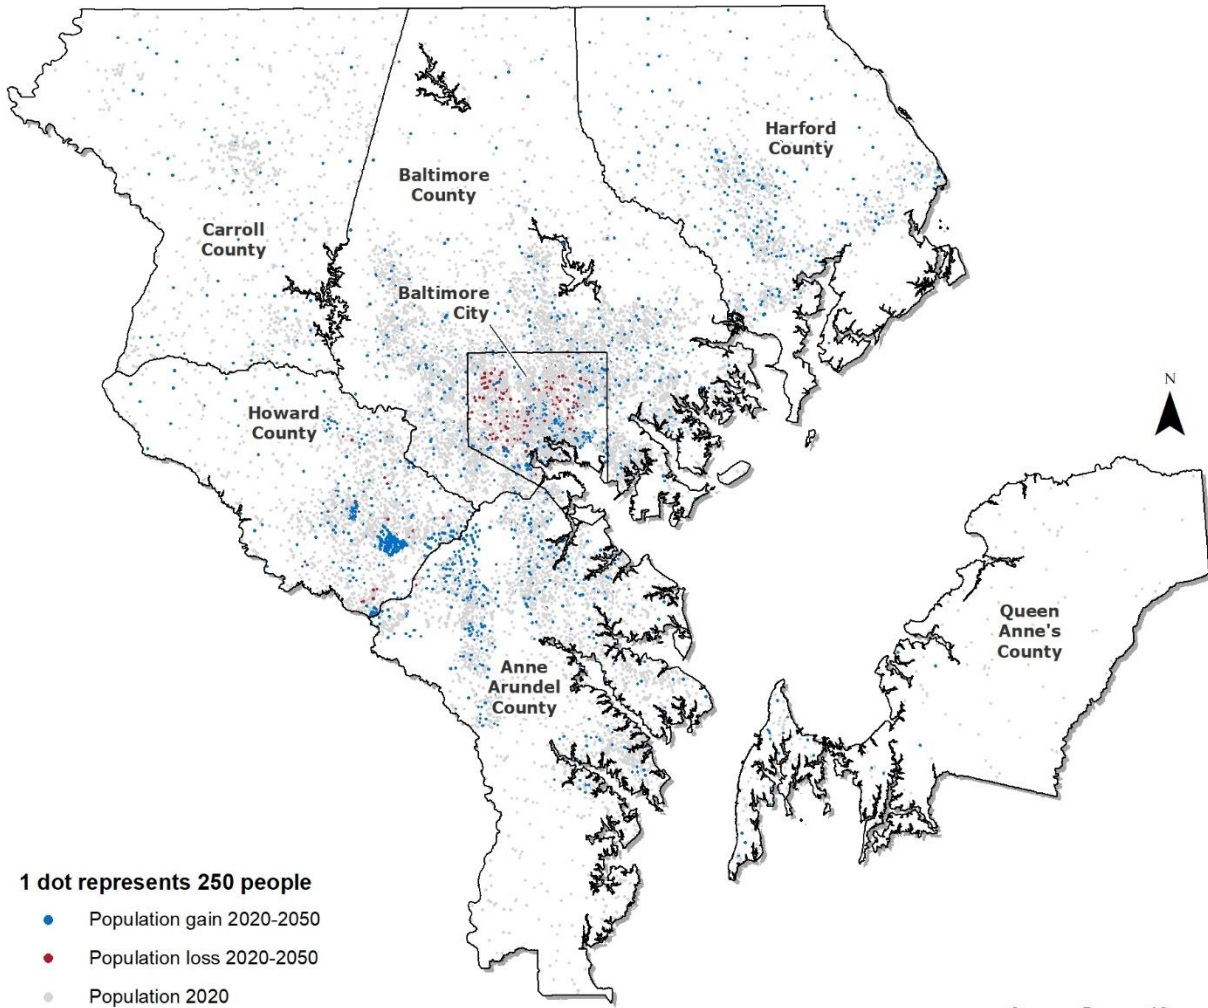 Harford
County
Baltimore
County
Carroll
County
Baltimore
City
Howard
County
N
Queen
Anne's
County
Anne
Arundel
County
1 dot represents 250 people
Population gain 2020-2050
Population loss 2020-2050
Population 2020